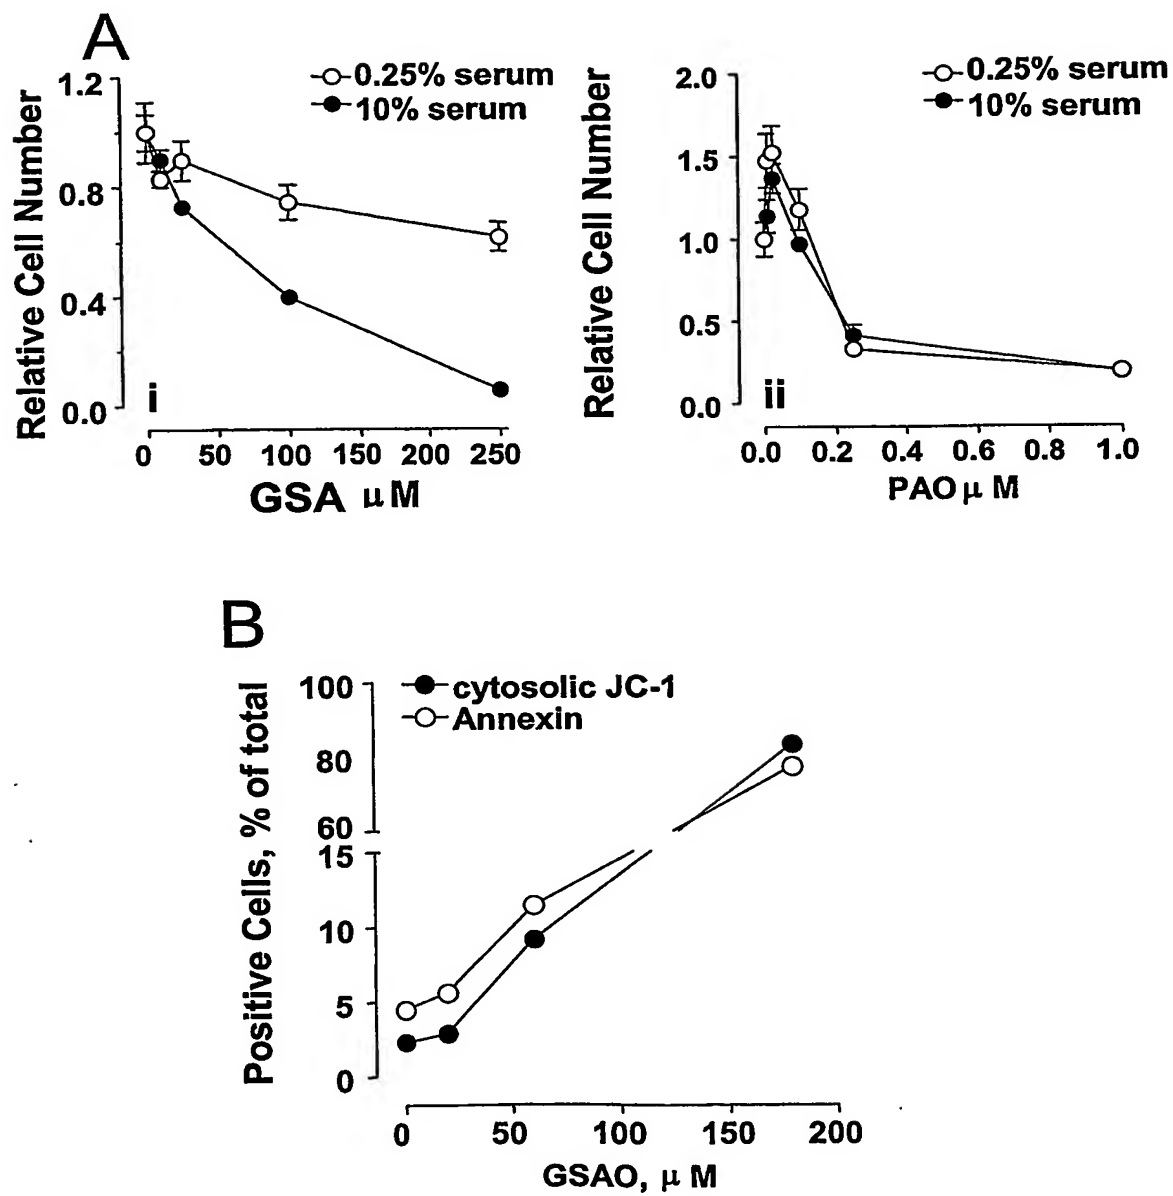 A
0.25% serum
10% serum
Relative Cell Number
1.2
0.8
0.4
0.0
i
0 50 100 150 200 250
GSA μ M
0.25% serum
10% serum
Relative Cell Number
2.0
1.5
1.0
0.5
0.0
ii
0.0 0.2 0.4 0.6 0.8 1.0
PAO μ M
B
cytosolic JC-1
Annexin
Positive Cells, % of total
100
80
60
15
10
5
0
0 50 100 150 200
GSAO, μ M